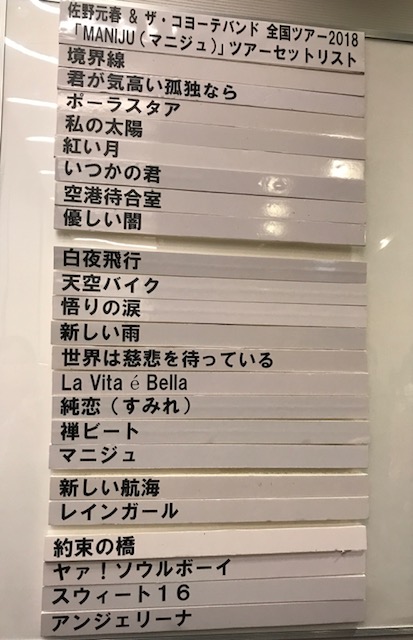 佐野元春 & ザ・コヨーテバンド 全国ツアー2018
「MANIJU(マニジュ)」ツアーセットリスト
境界線
君が気高い孤独なら
ポーラスタア
私の太陽
紅い月
いつかの君
空港待合室
優しい闇
白夜飛行
天空バイク
悟りの涙
新しい雨
世界は慈悲を待っている
La Vita é Bella
純恋(すみれ)
禅ビート
マニジュ
新しい航海
レインガール
約束の橋
ヤァ!ソウルボーイ
スウィート16
アンジェリーナ